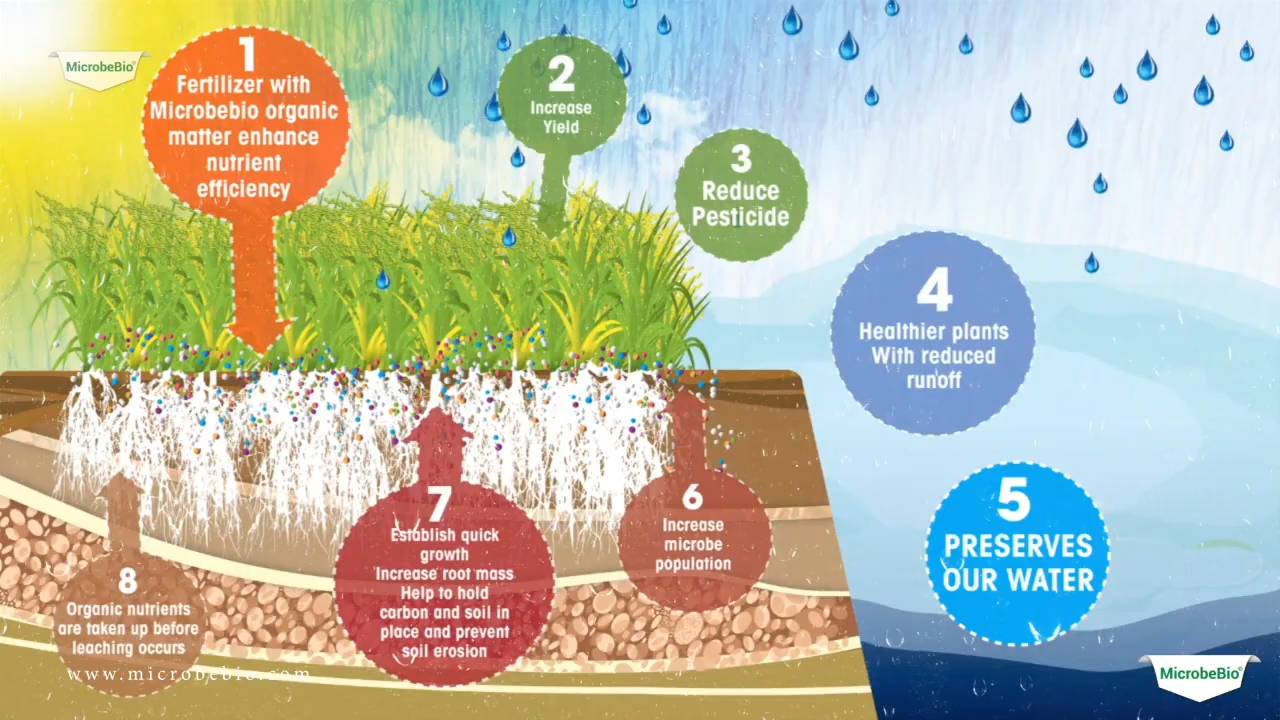 MicrobeBio®
1
Fertilizer with
Microbebio organic
matter enhance
nutrient
efficiency
2
Increase
Yield
3
Reduce
Pesticide
4
Healthier plants
With reduced
runoff
5
PRESERVES
OUR WATER
6
Increase
microbe
population
7
Establish quick
growth
Increase root mass
Help to hold
carbon and soil in
place and prevent
soil erosion
8
Organic nutrients
are taken up before
leaching occurs
www.microbebio.com
MicrobeBio®